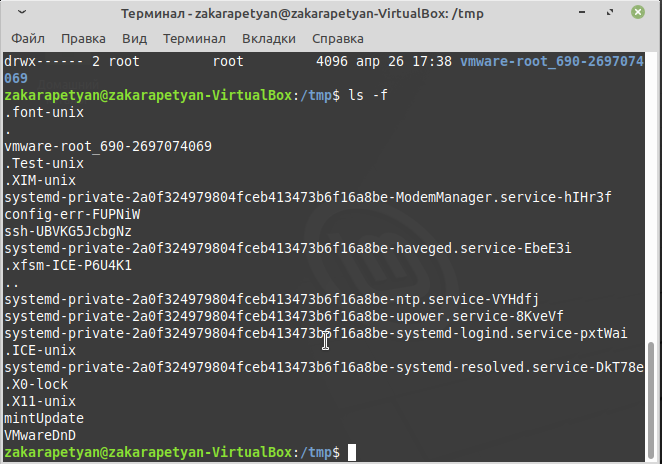 Терминал - zakarapetyan@zakarapetyan-VirtualBox: /tmp
Файл Правка Вид Терминал Вкладки Справка
drwx------ 2 root root 4096 апр 26 17:38 vmware-root_690-2697074
069
zakarapetyan@zakarapetyan-VirtualBox:/tmp$ ls -f
.font-unix
.
vmware-root_690-2697074069
.Test-unix
.XIM-unix
systemd-private-2a0f324979804fceb413473b6f16a8be-ModemManager.service-hIHr3f
config-err-FUPNiW
ssh-UBVKG5JcbgNz
systemd-private-2a0f324979804fceb413473b6f16a8be-haveged.service-EbeE3i
.xfsm-ICE-P6U4K1
..
systemd-private-2a0f324979804fceb413473b6f16a8be-ntp.service-VYHdfj
systemd-private-2a0f324979804fceb413473b6f16a8be-upower.service-8KveVf
systemd-private-2a0f324979804fceb413473b6f16a8be-systemd-logind.service-pxtWai
.ICE-unix
systemd-private-2a0f324979804fceb413473b6f16a8be-systemd-resolved.service-DkT78e
.X0-lock
.X11-unix
mintUpdate
VMwareDnD
zakarapetyan@zakarapetyan-VirtualBox:/tmp$